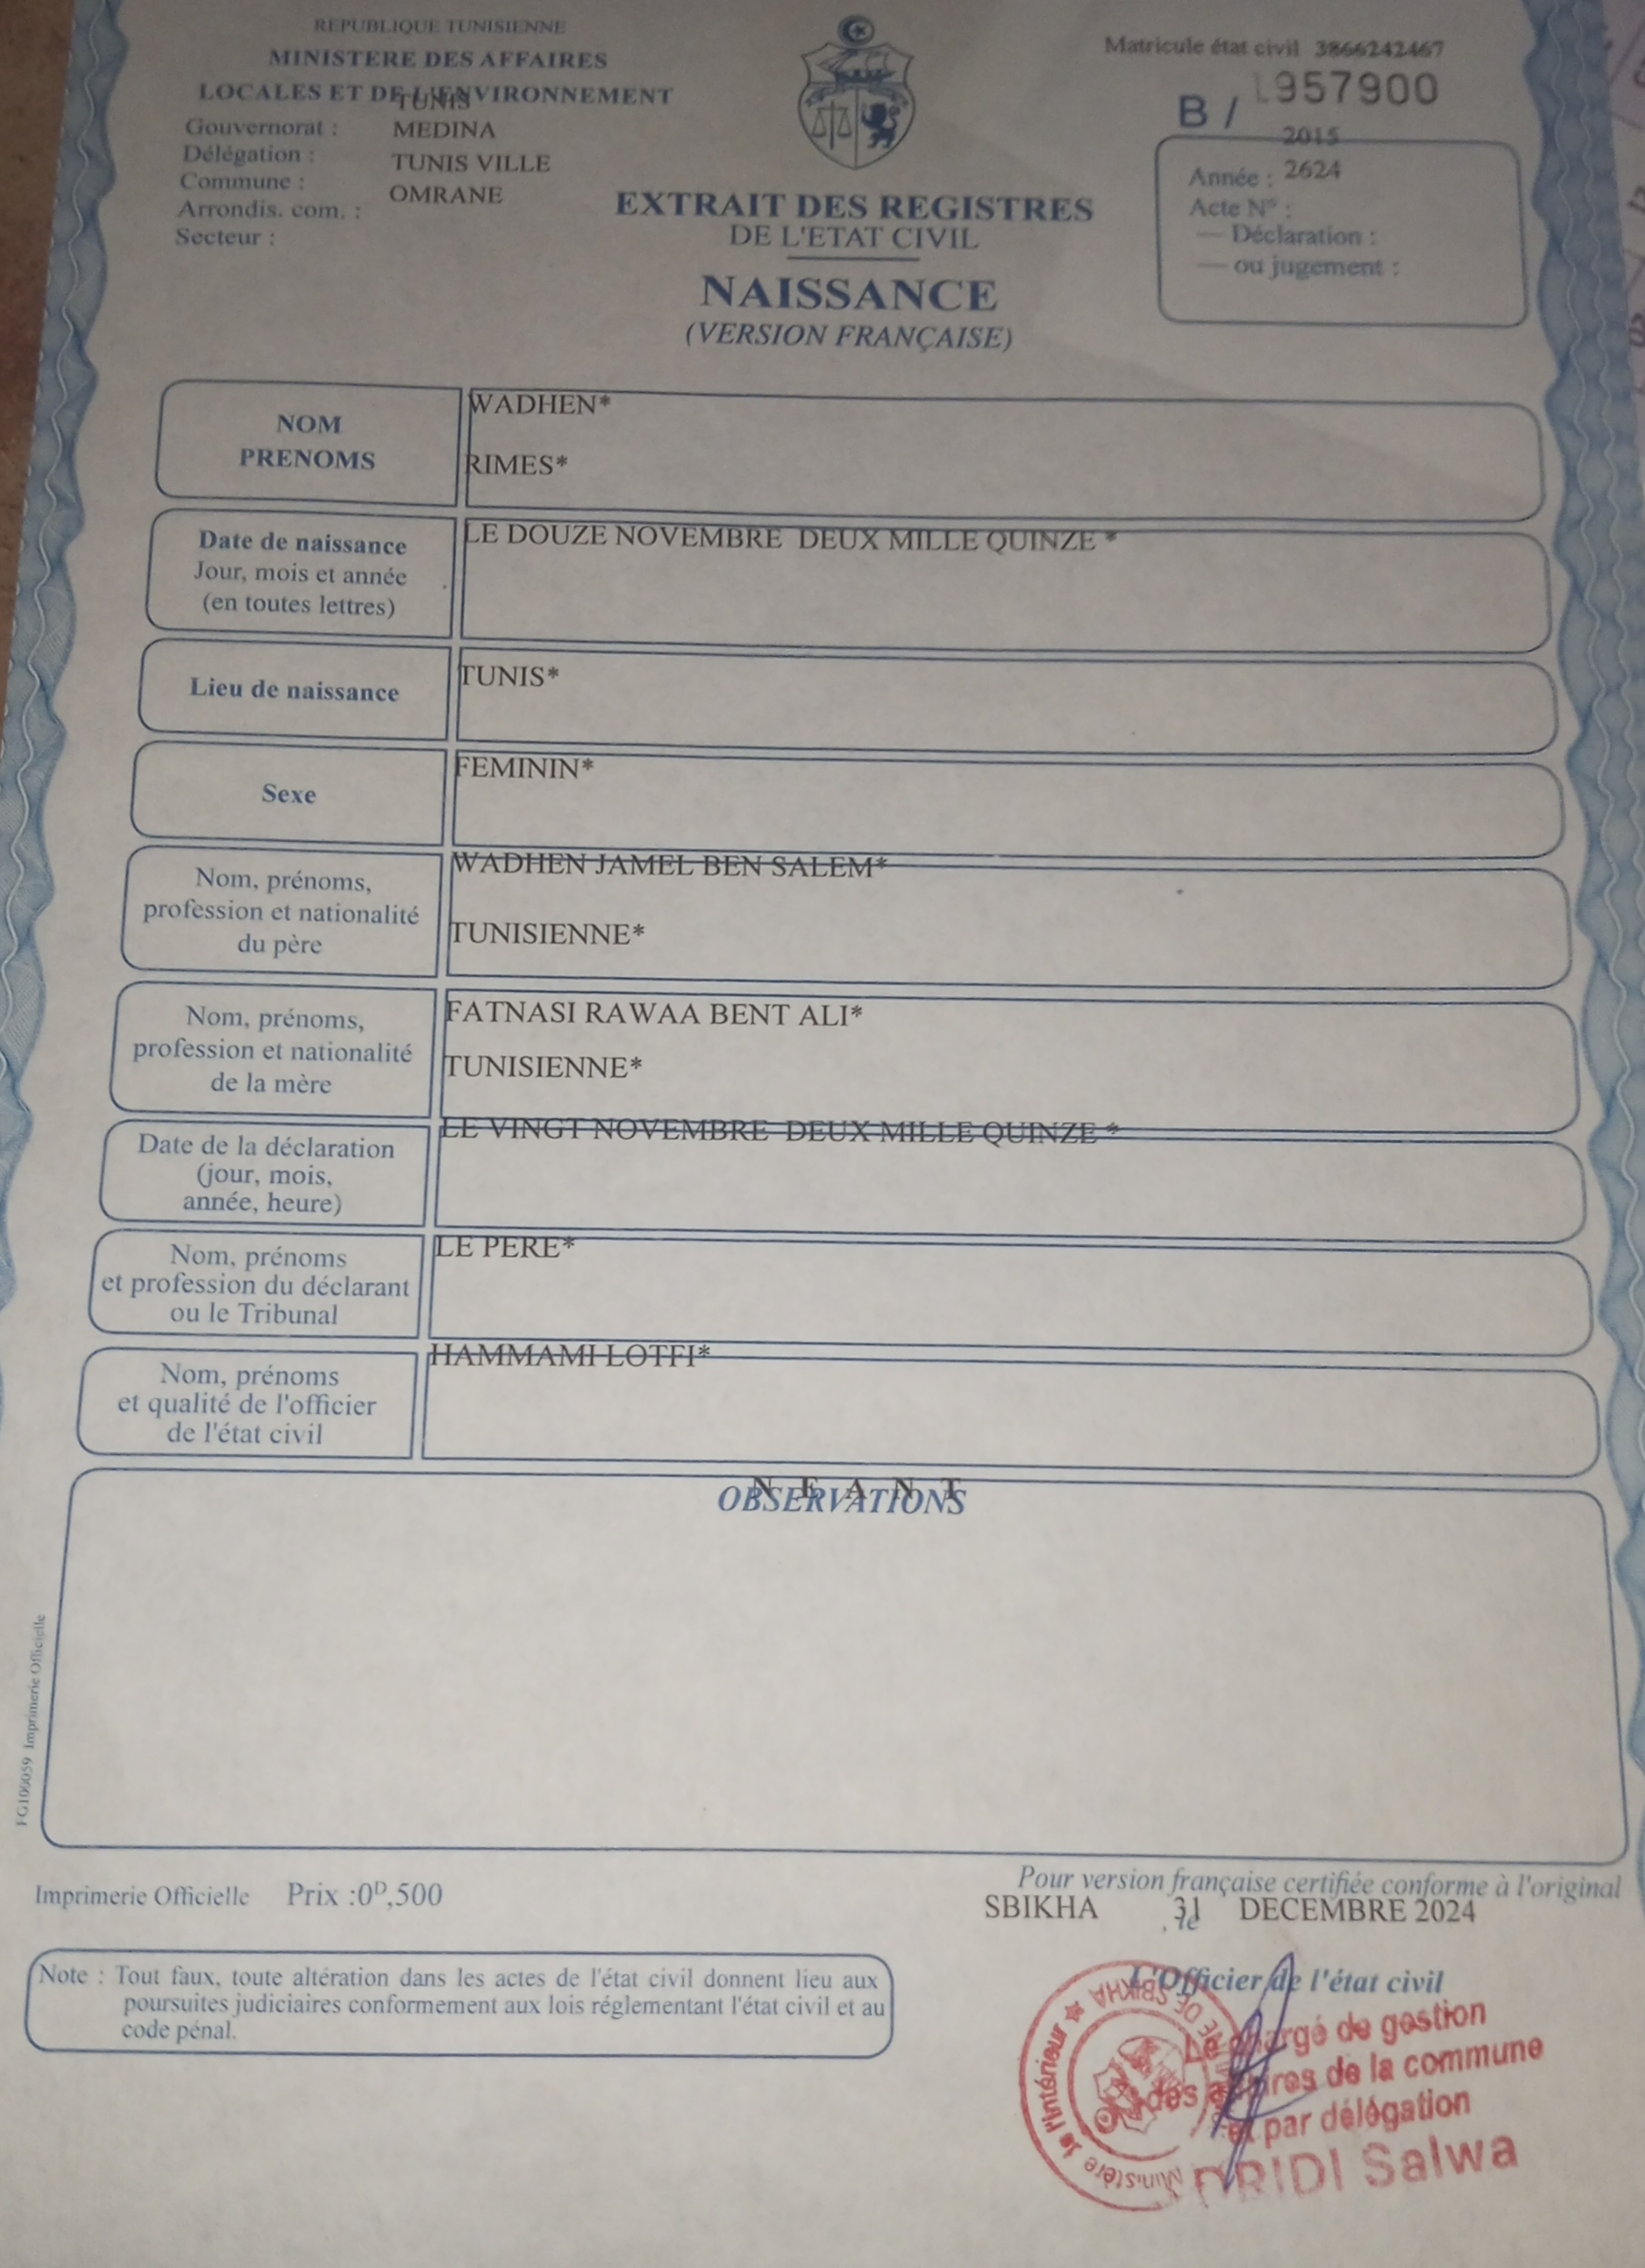 REPUBLIQUE TUNISIENNE
MINISTERE DES AFFAIRES
LOCALES ET DE L'ENVIRONNEMENT
TUNIS
Gouvernorat : MEDINA
Délégation : TUNIS VILLE
Commune : OMRANE
Arrondis. com. :
Secteur :
EXTRAIT DES REGISTRES
DE L'ETAT CIVIL
NAISSANCE
(VERSION FRANÇAISE)
Matricule état civil 3866242467
B / 1957900
2015
Année : 2624
Acte N° :
— Déclaration :
— ou jugement :
NOM
PRENOMS
WADHEN*
RIMES*
Date de naissance
Jour, mois et année
(en toutes lettres)
LE DOUZE NOVEMBRE DEUX MILLE QUINZE *
Lieu de naissance
TUNIS*
Sexe
FEMININ*
Nom, prénoms,
profession et nationalité
du père
WADHEN JAMEL BEN SALEM*
TUNISIENNE*
Nom, prénoms,
profession et nationalité
de la mère
FATNASI RAWAA BENT ALI*
TUNISIENNE*
Date de la déclaration
(jour, mois,
année, heure)
LE VINGT NOVEMBRE DEUX MILLE QUINZE *
Nom, prénoms
et profession du déclarant
ou le Tribunal
LE PERE*
Nom, prénoms
et qualité de l'officier
de l'état civil
HAMMAMI LOTFI*
N E A N T
OBSERVATIONS
FG100059 Imprimerie Officielle
Imprimerie Officielle Prix :0ᴰ,500
Pour version française certifiée conforme à l'original
SBIKHA , le 31 DECEMBRE 2024
Note : Tout faux, toute altération dans les actes de l'état civil donnent lieu aux
poursuites judiciaires conformement aux lois réglementant l'état civil et au
code pénal.
L'Officier de l'état civil
Le chargé de gestion
des affaires de la commune
et par délégation
DRIDI Salwa
Ministère de l'intérieur ★ DE SBIKHA